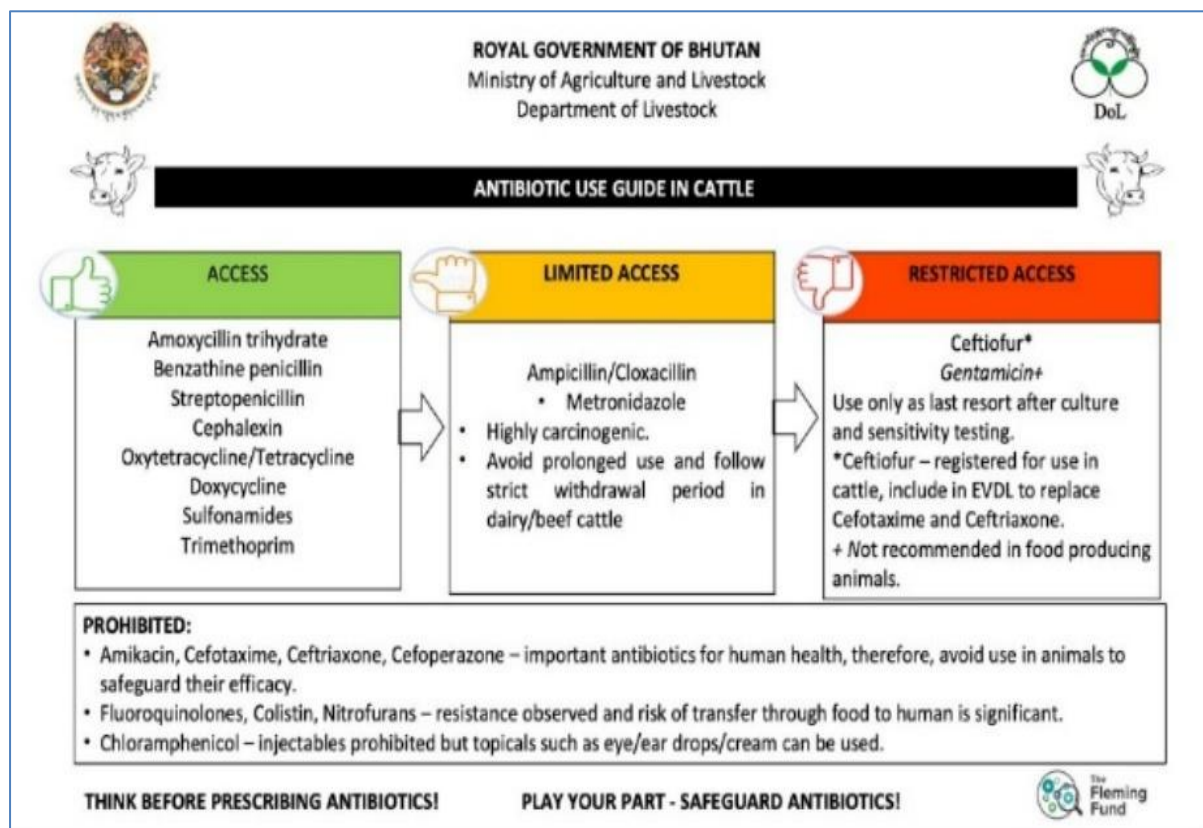 ROYAL GOVERNMENT OF BHUTAN
Ministry of Agriculture and Livestock
Department of Livestock
DoL
ANTIBIOTIC USE GUIDE IN CATTLE
ACCESS
Amoxycillin trihydrate
Benzathine penicillin
Streptopenicillin
Cephalexin
Oxytetracycline/Tetracycline
Doxycycline
Sulfonamides
Trimethoprim
LIMITED ACCESS
Ampicillin/Cloxacillin
• Metronidazole
• Highly carcinogenic.
• Avoid prolonged use and follow
strict withdrawal period in
dairy/beef cattle
RESTRICTED ACCESS
Ceftiofur*
Gentamicin+
Use only as last resort after culture
and sensitivity testing.
*Ceftiofur – registered for use in
cattle, include in EVDL to replace
Cefotaxime and Ceftriaxone.
+ Not recommended in food producing
animals.
PROHIBITED:
• Amikacin, Cefotaxime, Ceftriaxone, Cefoperazone – important antibiotics for human health, therefore, avoid use in animals to
safeguard their efficacy.
• Fluoroquinolones, Colistin, Nitrofurans – resistance observed and risk of transfer through food to human is significant.
• Chloramphenicol – injectables prohibited but topicals such as eye/ear drops/cream can be used.
THINK BEFORE PRESCRIBING ANTIBIOTICS!
PLAY YOUR PART - SAFEGUARD ANTIBIOTICS!
The
Fleming
Fund